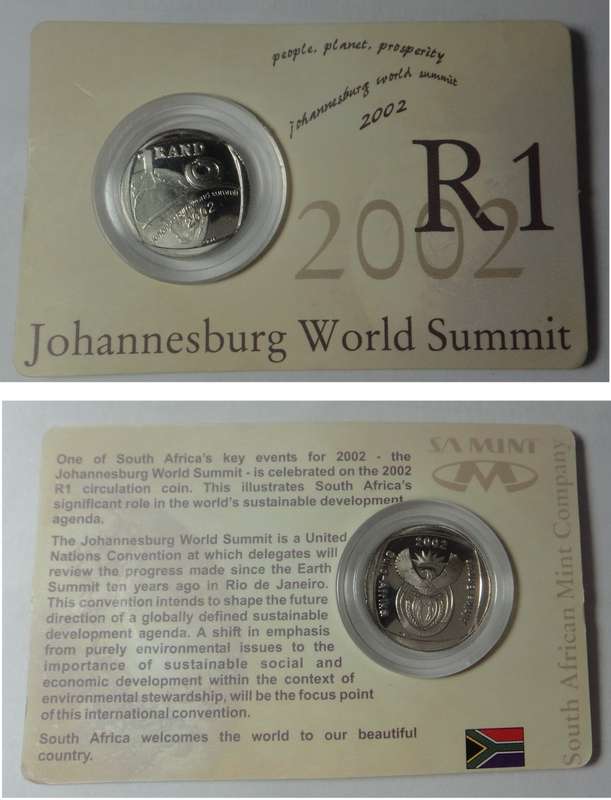 people, planet, prosperity
johannesburg world summit
2002
R1
2002
1 RAND
johannesburg world summit
2002
Johannesburg World Summit
SA MINT
South African Mint Company
One of South Africa's key events for 2002 - the
Johannesburg World Summit - is celebrated on the 2002
R1 circulation coin. This illustrates South Africa's
significant role in the world's sustainable development
agenda.
The Johannesburg World Summit is a United
Nations Convention at which delegates will
review the progress made since the Earth
Summit ten years ago in Rio de Janeiro.
This convention intends to shape the future
direction of a globally defined sustainable
development agenda. A shift in emphasis
from purely environmental issues to the
importance of sustainable social and
economic development within the context of
environmental stewardship, will be the focus point
of this international convention.
South Africa welcomes the world to our beautiful
country.
2002